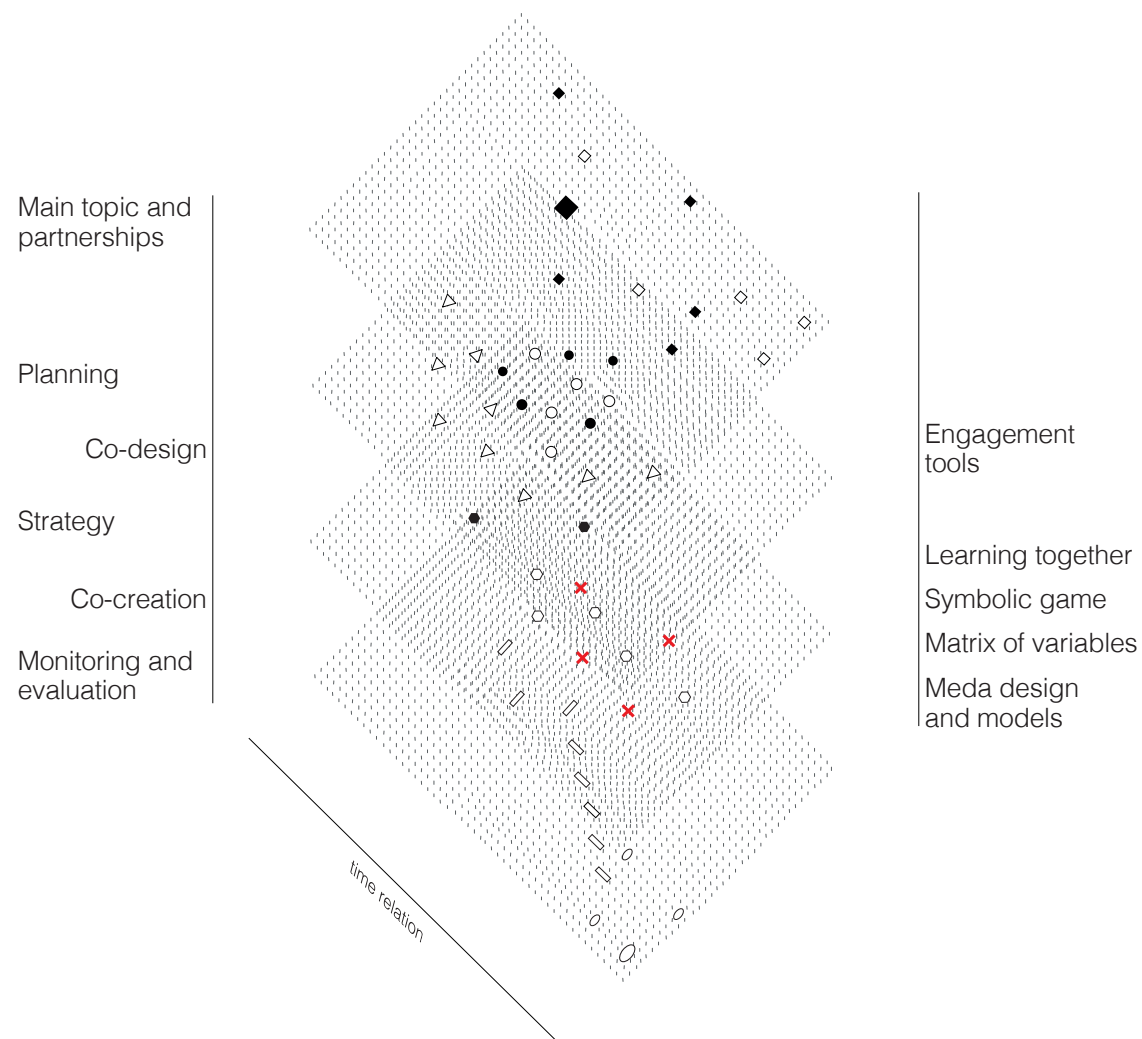 Main topic and
partnerships
Planning
Co-design
Strategy
Co-creation
Monitoring and
evaluation
Engagement
tools
Learning together
Symbolic game
Matrix of variables
Meda design
and models
time relation